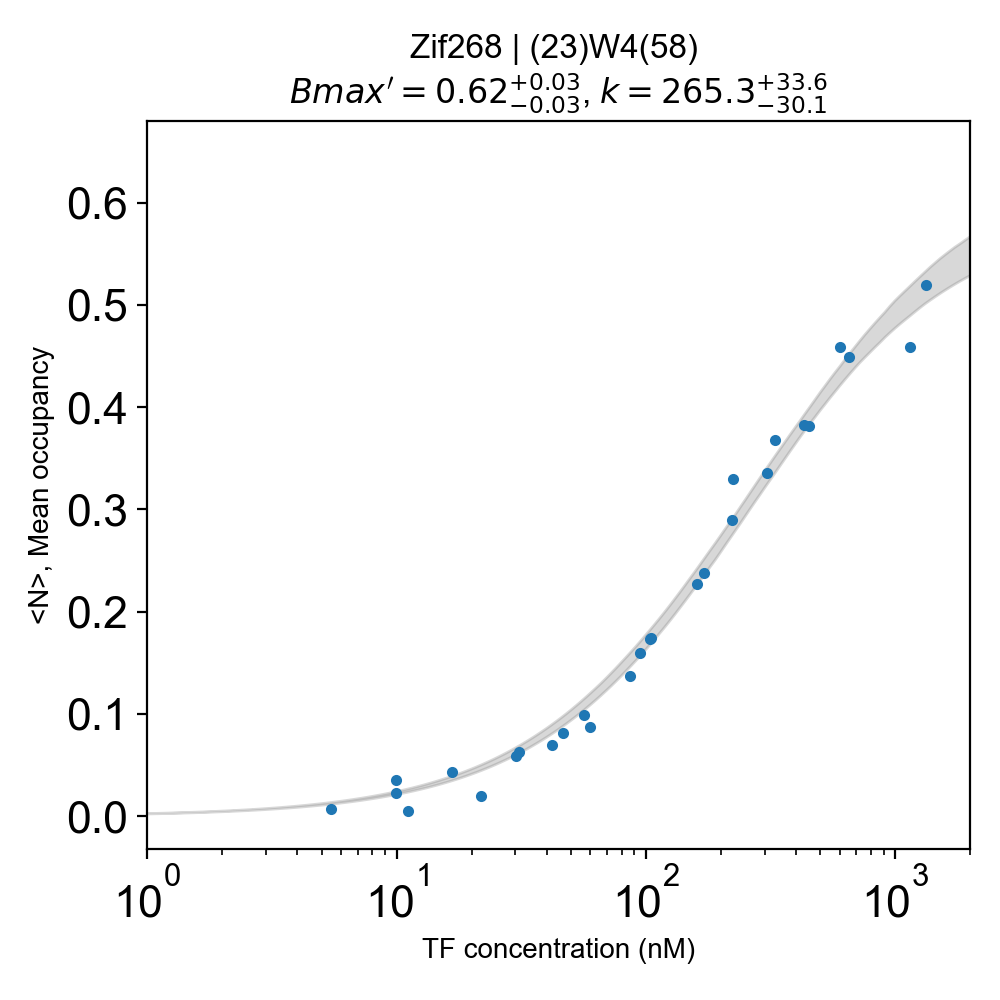 Zif268 | (23)W4(58)
Bmax′ = 0.62 +0.03 −0.03, k = 265.3 +33.6 −30.1
0.6
0.5
0.4
0.3
0.2
0.1
0.0
<N>, Mean occupancy
10^0 10^1 10^2 10^3
TF concentration (nM)